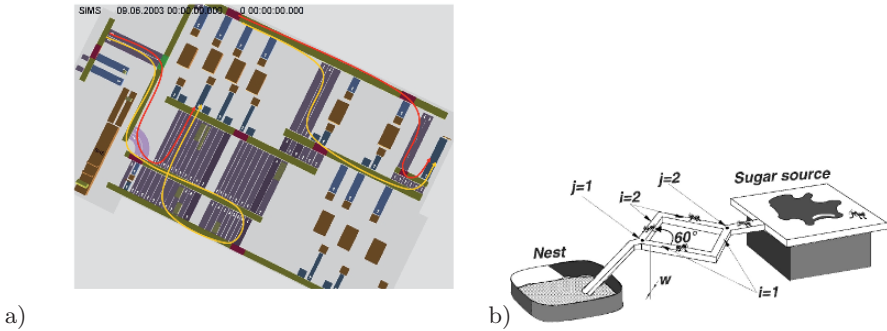 SIMS 09.06.2003 00:00:00.000 0 00:00:00.000
a)
j=1
i=2
j=2
Sugar source
60°
Nest
w
i=1
b)